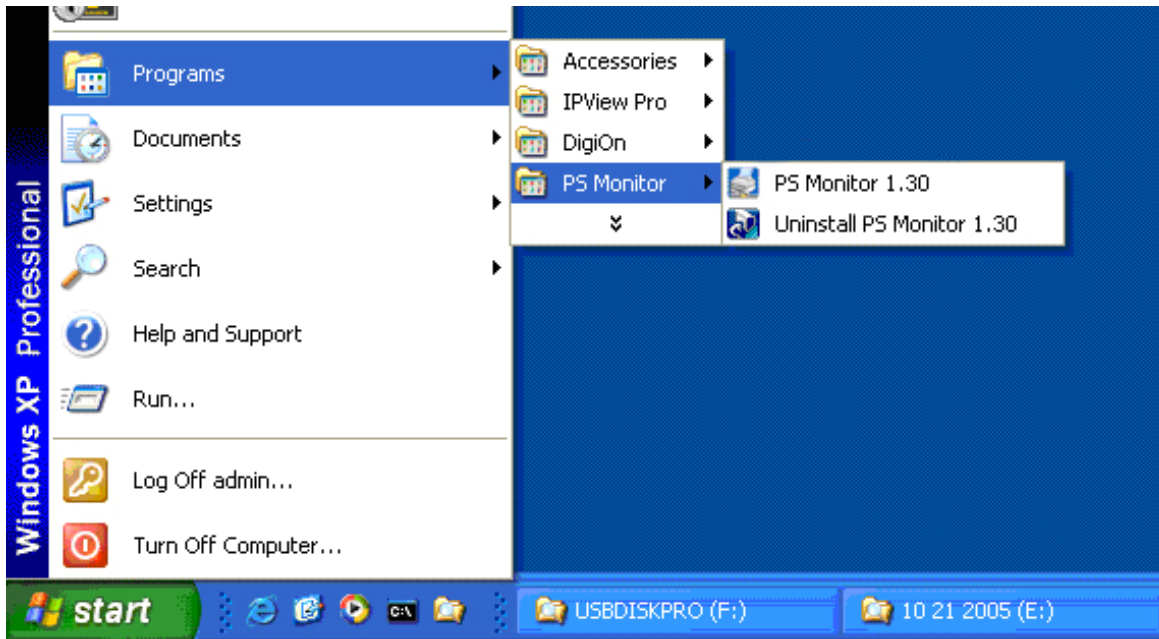 Windows XP Professional
Programs
Documents
Settings
Search
Help and Support
Run...
Log Off admin...
Turn Off Computer...
Accessories
IPView Pro
DigiOn
PS Monitor
PS Monitor 1.30
Uninstall PS Monitor 1.30
start
C:\
USBDISKPRO (F:)
10 21 2005 (E:)